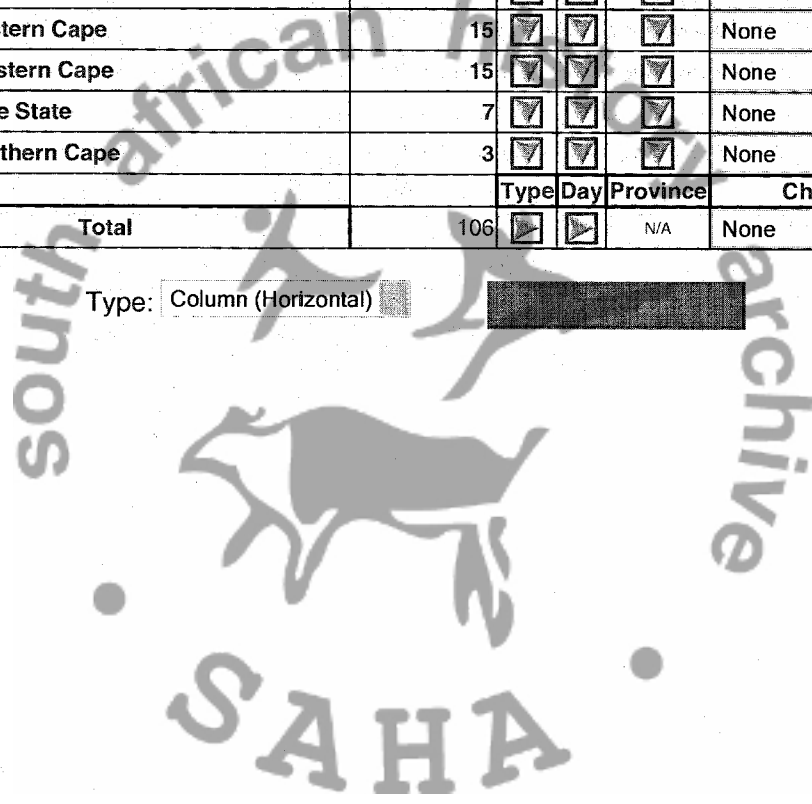 tern Cape 15 None
stern Cape 15 None
e State 7 None
thern Cape 3 None
Type Day Province Ch
Total 106 N/A None
Type: Column (Horizontal)
south african history archive
SAHA